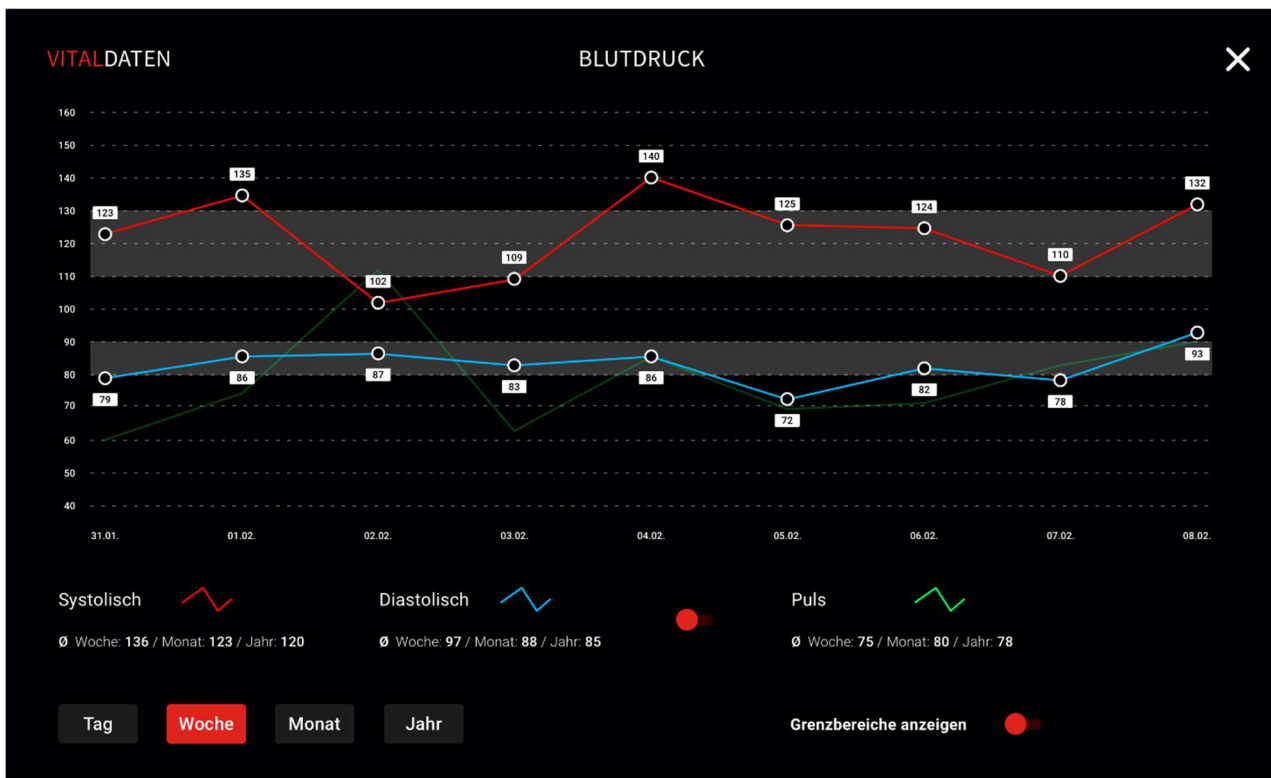 VITALDATEN
BLUTDRUCK
160
150
140
130
120
110
100
90
80
70
60
50
40
123
135
102
109
140
125
124
110
132
79
86
87
83
86
72
82
78
93
31.01. 01.02. 02.02. 03.02. 04.02. 05.02. 06.02. 07.02. 08.02.
Systolisch
Ø Woche: 136 / Monat: 123 / Jahr: 120
Diastolisch
Ø Woche: 97 / Monat: 88 / Jahr: 85
Puls
Ø Woche: 75 / Monat: 80 / Jahr: 78
Tag
Woche
Monat
Jahr
Grenzbereiche anzeigen